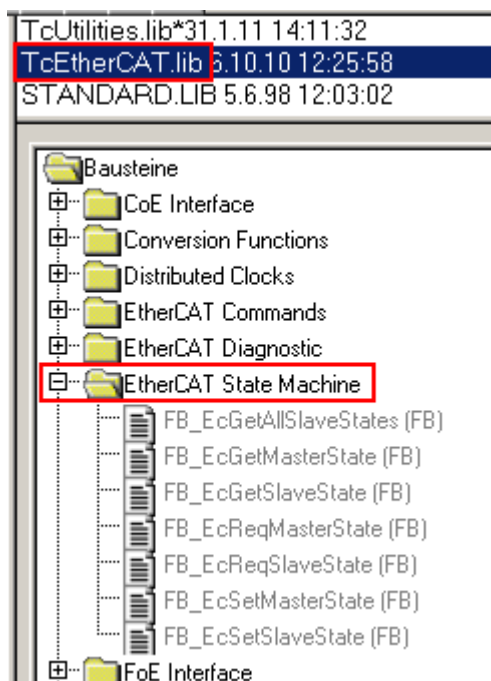 TcUtilities.lib*31.1.11 14:11:32
TcEtherCAT.lib 6.10.10 12:25:58
STANDARD.LIB 5.6.98 12:03:02
Bausteine
CoE Interface
Conversion Functions
Distributed Clocks
EtherCAT Commands
EtherCAT Diagnostic
EtherCAT State Machine
FB_EcGetAllSlaveStates (FB)
FB_EcGetMasterState (FB)
FB_EcGetSlaveState (FB)
FB_EcReqMasterState (FB)
FB_EcReqSlaveState (FB)
FB_EcSetMasterState (FB)
FB_EcSetSlaveState (FB)
FoE Interface